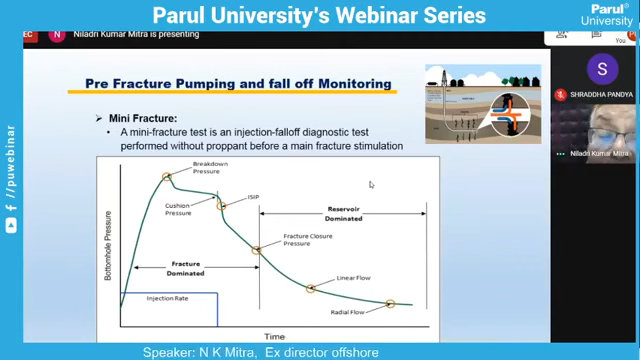 Parul University's Webinar Series
Parul®
University
EC
N
Niladri Kumar Mitra is presenting
You
Pre Fracture Pumping and fall off Monitoring
S
SHRADDHA PANDYA
Niladri Kumar Mitra
Mini Fracture:
A mini-fracture test is an injection-falloff diagnostic test
performed without proppant before a main fracture stimulation
Breakdown
Pressure
Cushion
Pressure
ISIP
Reservoir
Dominated
Fracture Closure
Pressure
Fracture
Dominated
Linear Flow
Injection Rate
Radial Flow
Bottomhole Pressure
Time
/puwebinar
Speaker: N K Mitra, Ex director offshore